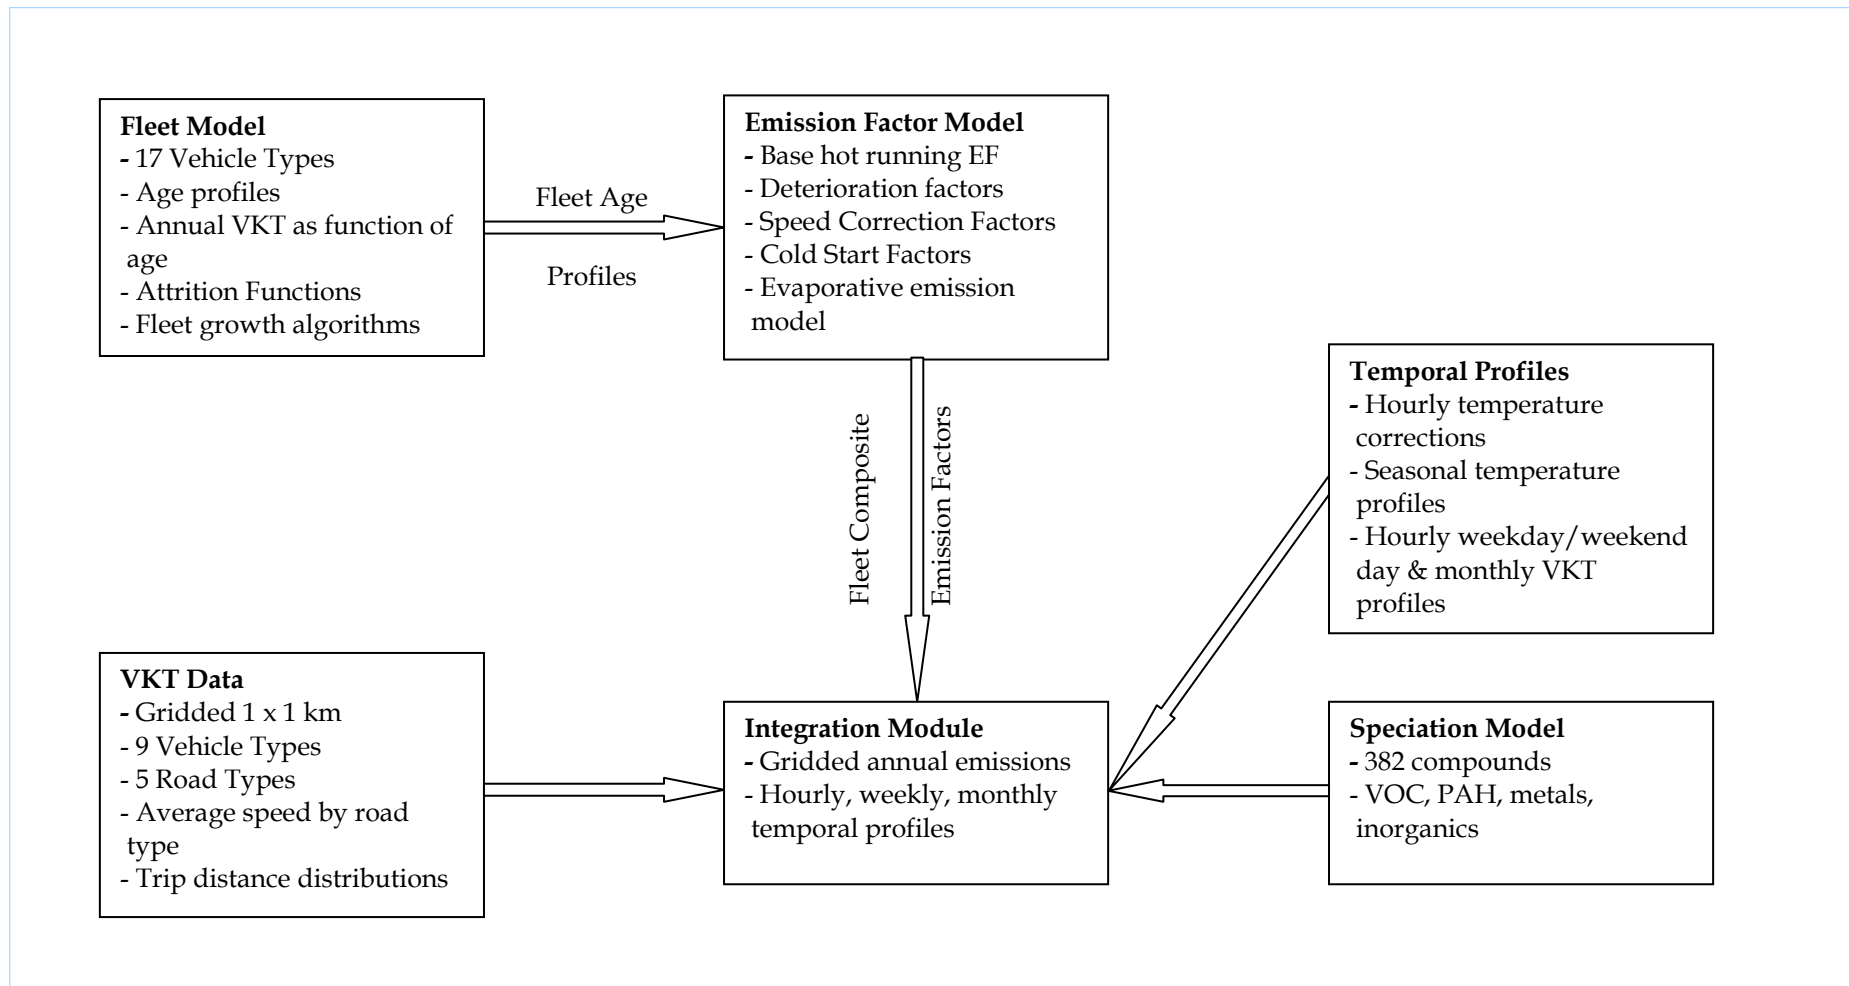 Fleet Model
- 17 Vehicle Types
- Age profiles
- Annual VKT as function of
age
- Attrition Functions
- Fleet growth algorithms
Fleet Age
Profiles
Emission Factor Model
- Base hot running EF
- Deterioration factors
- Speed Correction Factors
- Cold Start Factors
- Evaporative emission
model
Fleet Composite
Emission Factors
Temporal Profiles
- Hourly temperature
corrections
- Seasonal temperature
profiles
- Hourly weekday/weekend
day & monthly VKT
profiles
VKT Data
- Gridded 1 x 1 km
- 9 Vehicle Types
- 5 Road Types
- Average speed by road
type
- Trip distance distributions
Integration Module
- Gridded annual emissions
- Hourly, weekly, monthly
temporal profiles
Speciation Model
- 382 compounds
- VOC, PAH, metals,
inorganics